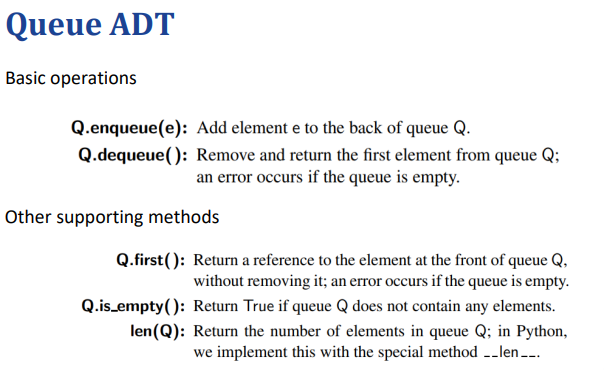 Queue ADT
Basic operations
Q.enqueue(e): Add element e to the back of queue Q.
Q.dequeue( ): Remove and return the first element from queue Q;
an error occurs if the queue is empty.
Other supporting methods
Q.first( ): Return a reference to the element at the front of queue Q,
without removing it; an error occurs if the queue is empty.
Q.is_empty( ): Return True if queue Q does not contain any elements.
len(Q): Return the number of elements in queue Q; in Python,
we implement this with the special method __len__.